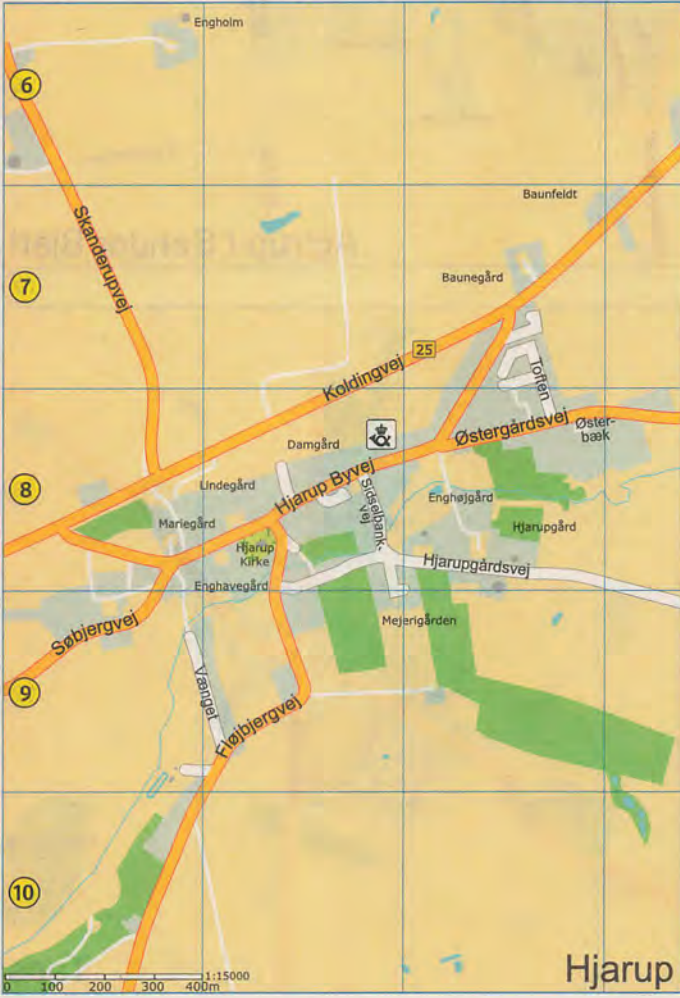 Engholm
6
Baunfeldt
Skanderupvej
Baunegård
7
25
Koldingvej
Toften
Damgård
Østergårdsvej
Øster-
bæk
Lindegård
Hjarup Byvej
8
Sidselbank-
vej
Enghøjgård
Mariegård
Hjarupgård
Hjarup
Kirke
Hjarupgårdsvej
Enghavegård
Mejerigården
Søbjergvej
9
Vænget
Fløjbjergvej
10
1:15000
0 100 200 300 400m
Hjarup